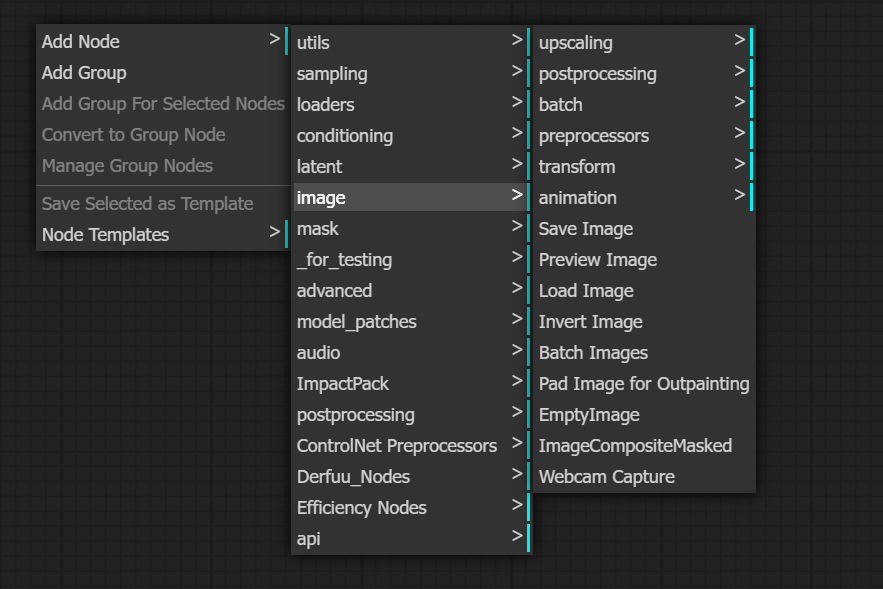 Add Node >
Add Group
Add Group For Selected Nodes
Convert to Group Node
Manage Group Nodes
Save Selected as Template
Node Templates >
utils >
sampling >
loaders >
conditioning >
latent >
image >
mask >
_for_testing >
advanced >
model_patches >
audio >
ImpactPack >
postprocessing >
ControlNet Preprocessors >
Derfuu_Nodes >
Efficiency Nodes >
api >
upscaling >
postprocessing >
batch >
preprocessors >
transform >
animation >
Save Image
Preview Image
Load Image
Invert Image
Batch Images
Pad Image for Outpainting
EmptyImage
ImageCompositeMasked
Webcam Capture